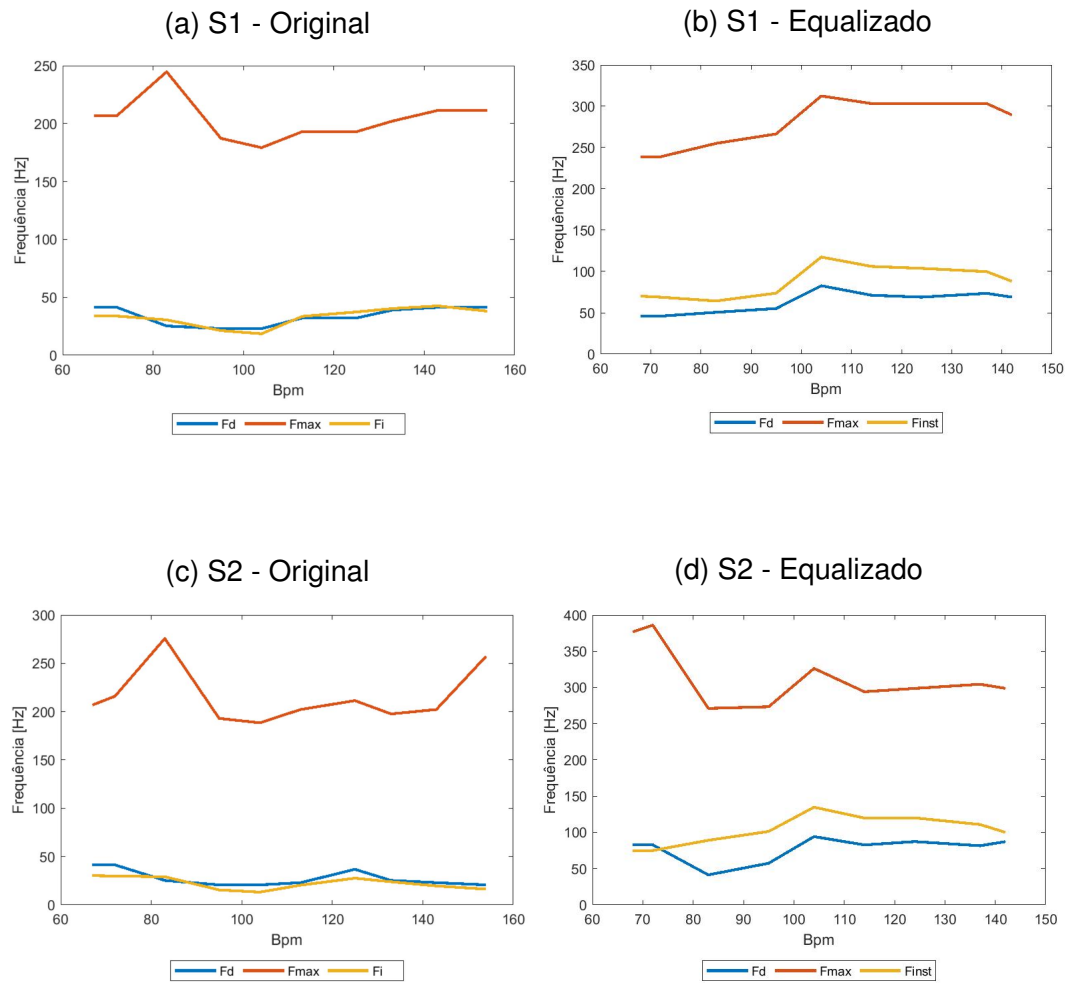 (a) S1 - Original
250
200
150
100
50
0
Frequência [Hz]
60 80 100 120 140 160
Bpm
Fd Fmax Fi
(b) S1 - Equalizado
350
300
250
200
150
100
50
0
Frequência [Hz]
60 70 80 90 100 110 120 130 140 150
Bpm
Fd Fmax Finst
(c) S2 - Original
300
250
200
150
100
50
0
Frequência [Hz]
60 80 100 120 140 160
Bpm
Fd Fmax Fi
(d) S2 - Equalizado
400
350
300
250
200
150
100
50
0
Frequência [Hz]
60 70 80 90 100 110 120 130 140 150
Bpm
Fd Fmax Finst